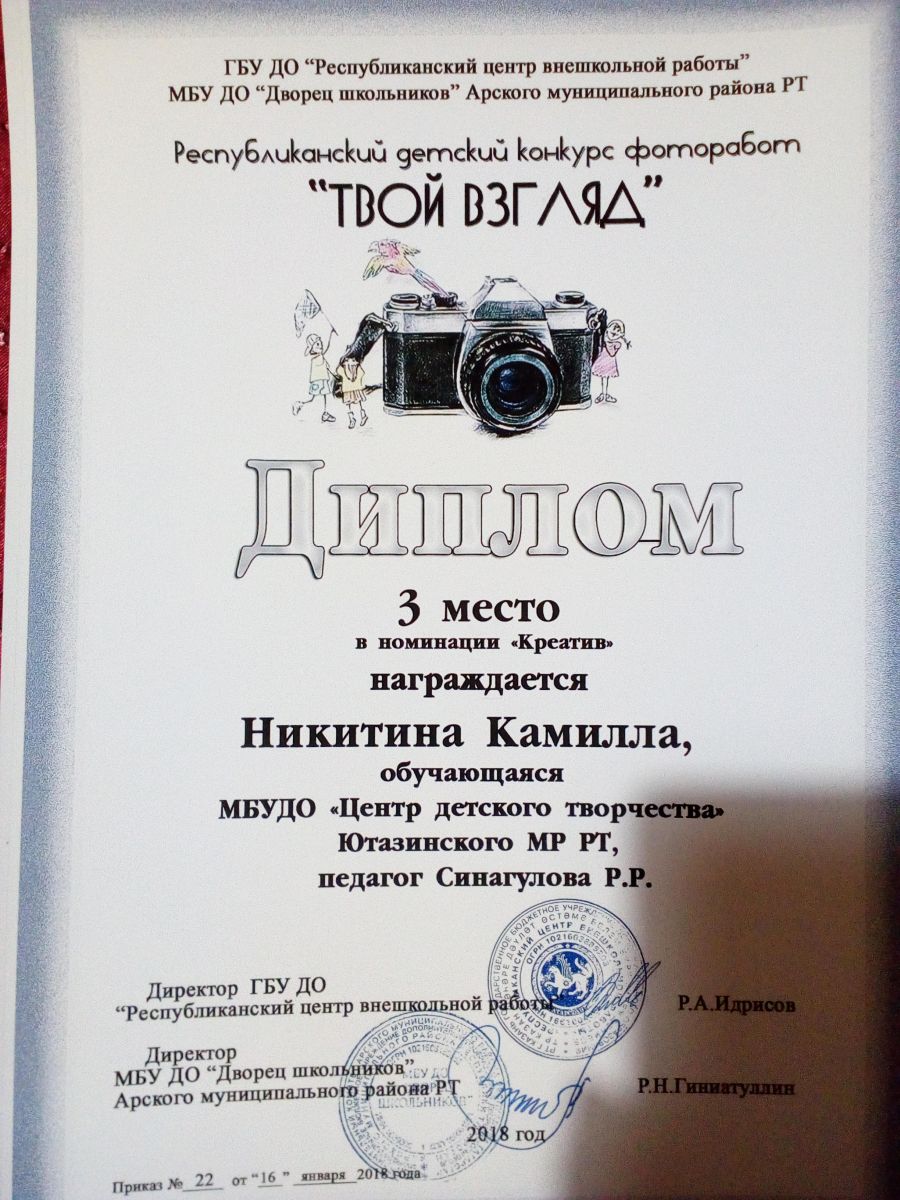 ГБУ ДО “Республиканский центр внешкольной работы”
МБУ ДО “Дворец школьников” Арского муниципального района РТ
Республиканский детский конкурс фоторабот
“ТВОЙ ВЗГЛЯД”
Диплом
3 место
в номинации «Креатив»
награждается
Никитина Камилла,
обучающаяся
МБУДО «Центр детского творчества»
Ютазинского МР РТ,
педагог Синагулова Р.Р.
Директор ГБУ ДО
“Республиканский центр внешкольной работы”
Р.А.Идрисов
Директор
МБУ ДО “Дворец школьников”
Арского муниципального района РТ
Р.Н.Гиниатуллин
МБУ ДО
ШКОЛЬНИКОВ"
2018 год
Приказ № 22 от “16” января 2018 года